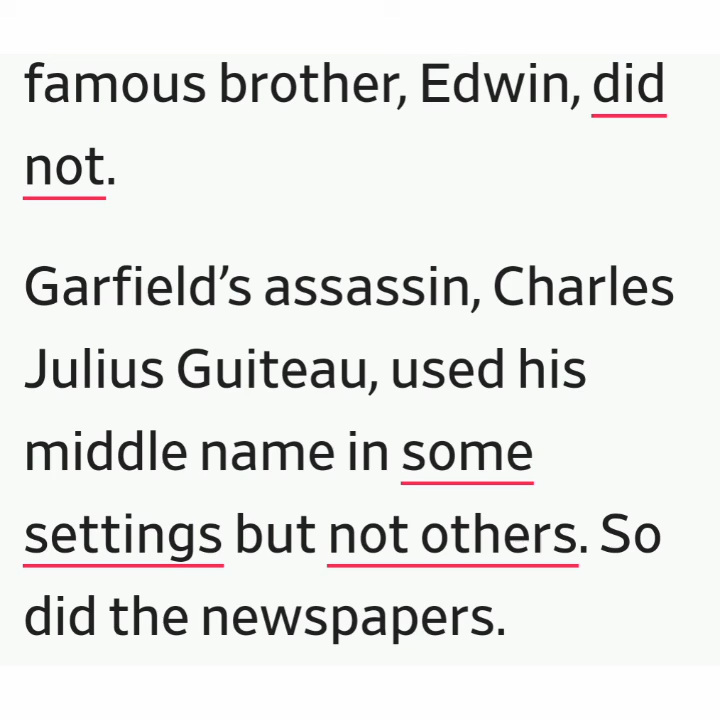 famous brother, Edwin, did
not.
Garfield’s assassin, Charles
Julius Guiteau, used his
middle name in some
settings but not others. So
did the newspapers.